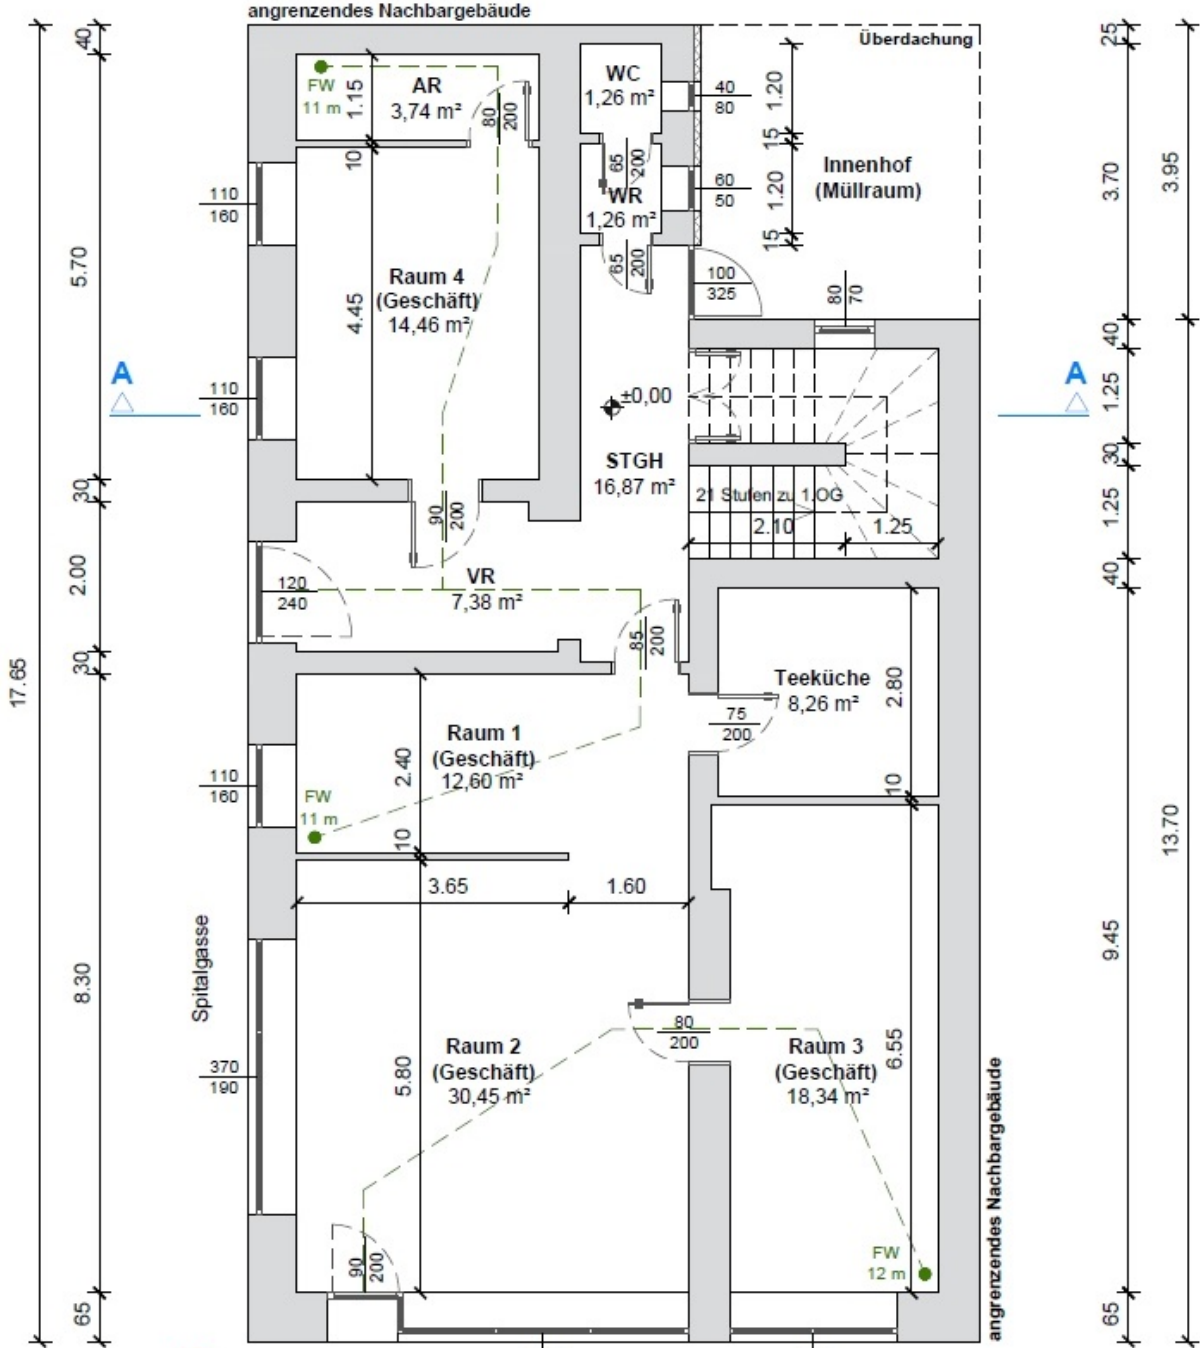 angrenzendes Nachbargebäude
Überdachung
40
25
FW
11 m
1.15
AR
3,74 m²
80
200
WC
1,26 m²
40
80
1.20
15
65
200
10
110
160
WR
1,26 m²
60
50
1.20
15
Innenhof
(Müllraum)
3.70
3.95
5.70
65
200
Raum 4
(Geschäft)
14,46 m²
4.45
100
325
80
70
40
A
A
110
160
±0,00
1.25
30
STGH
16,87 m²
30
21 Stufen zu 1.OG
2.10
1.25
1.25
90
200
2.00
120
240
VR
7,38 m²
40
85
200
30
17.65
Teeküche
8,26 m²
2.80
75
200
Raum 1
(Geschäft)
12,60 m²
2.40
110
160
FW
11 m
10
10
13.70
3.65
1.60
Spitalgasse
9.45
8.30
80
200
Raum 2
(Geschäft)
30,45 m²
5.80
Raum 3
(Geschäft)
18,34 m²
6.55
370
190
angrenzendes Nachbargebäude
FW
12 m
90
200
65
65